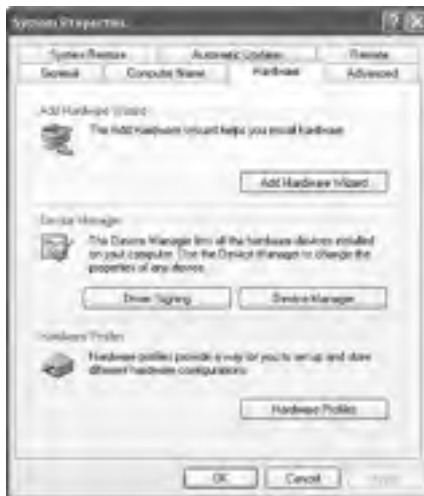 System Properties
System Restore Automatic Updates Remote
General Computer Name Hardware Advanced
Add Hardware Wizard
The Add Hardware Wizard helps you install hardware.
Add Hardware Wizard
Device Manager
The Device Manager lists all the hardware devices installed
on your computer. Use the Device Manager to change the
properties of any device.
Driver Signing Device Manager
Hardware Profiles
Hardware profiles provide a way for you to set up and store
different hardware configurations.
Hardware Profiles
OK Cancel Apply